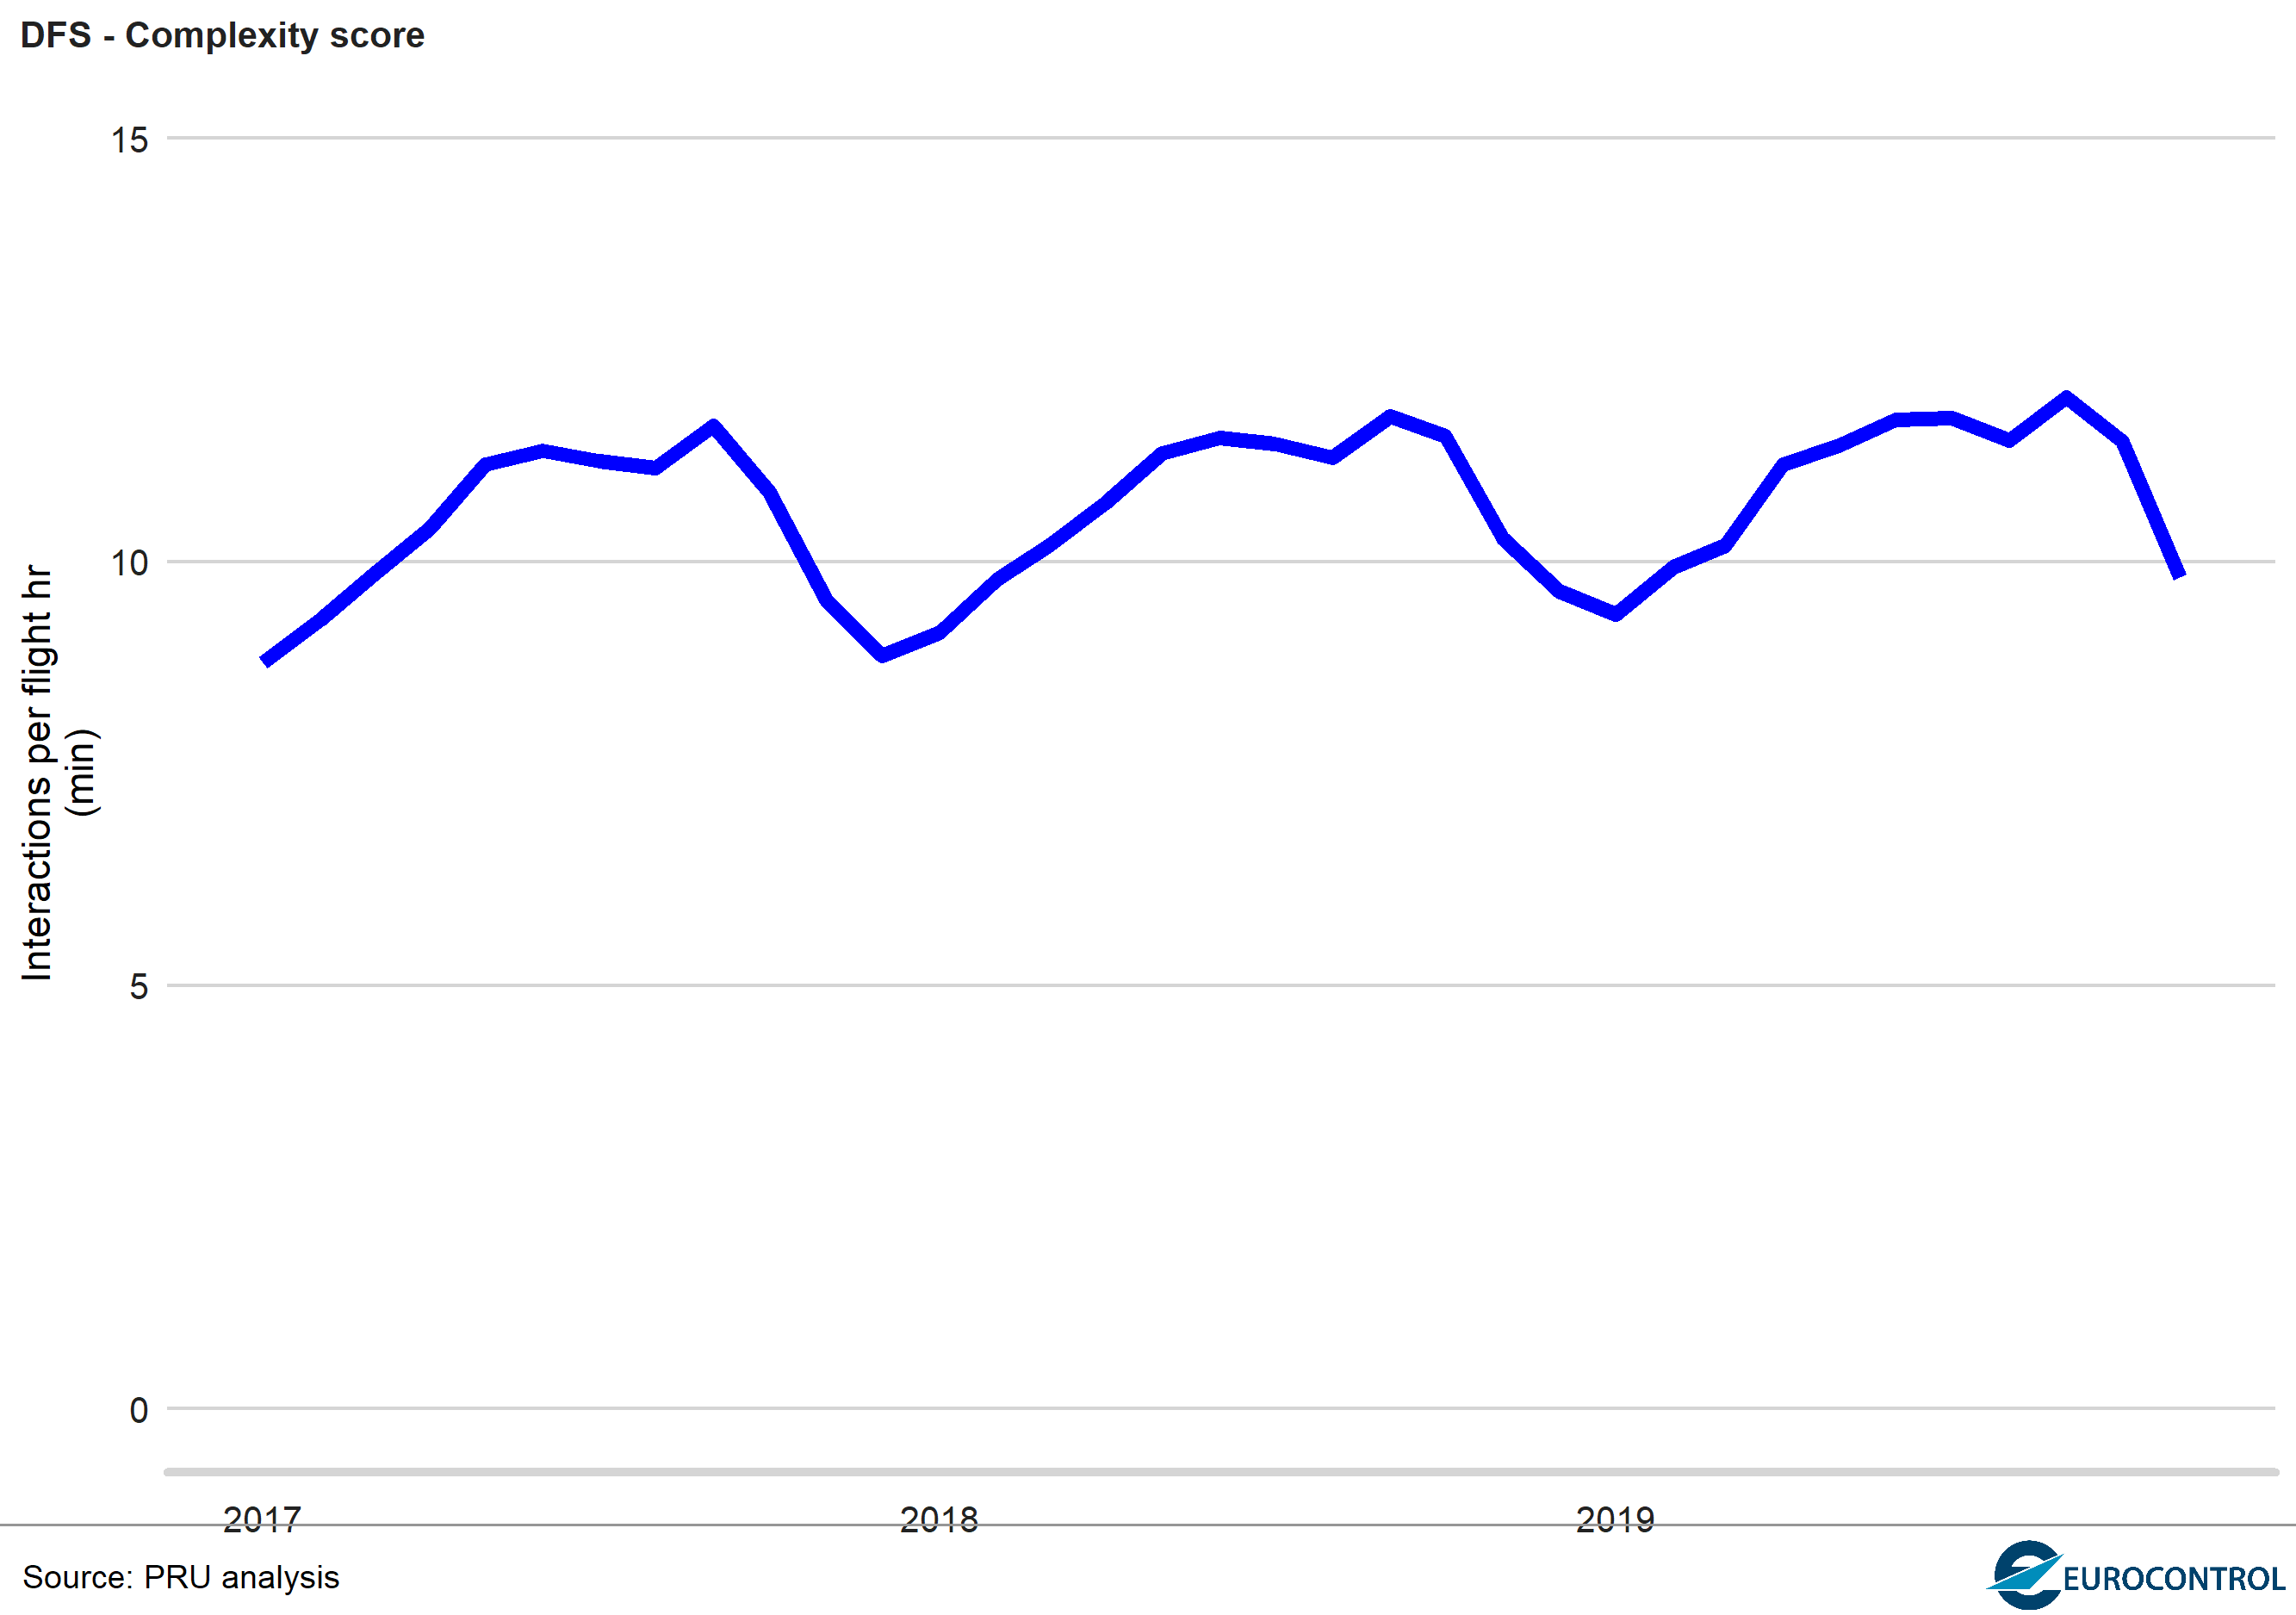 DFS - Complexity score
15
10
5
0
Interactions per flight hr
(min)
2017
2018
2019
Source: PRU analysis
EUROCONTROL